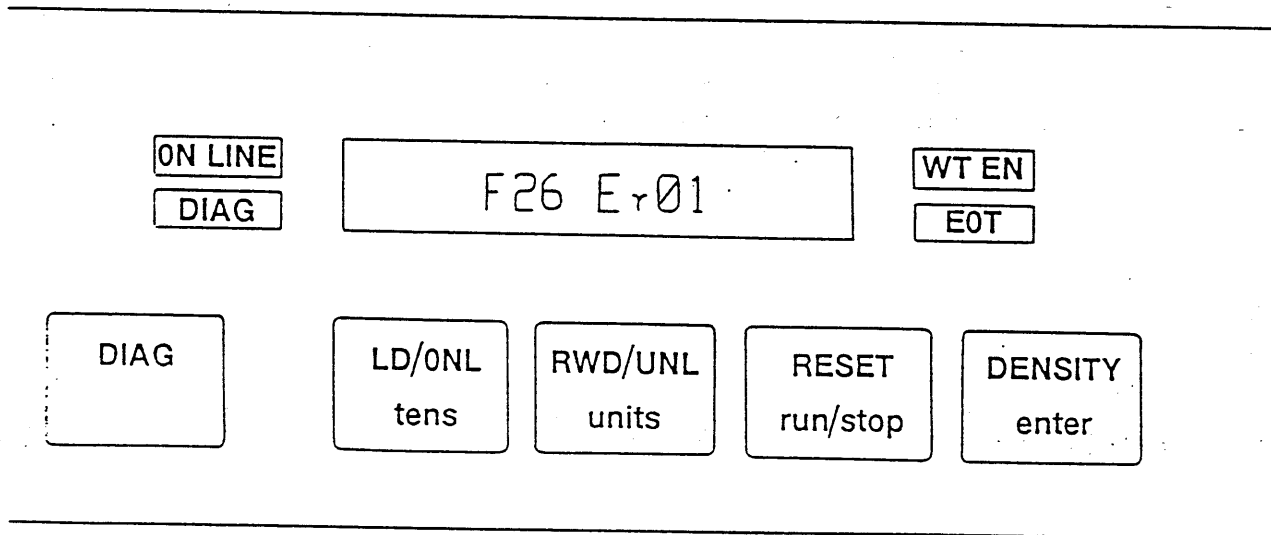 ON LINE
DIAG
F26 Er01
WT EN
EOT
DIAG
LD/ONL
tens
RWD/UNL
units
RESET
run/stop
DENSITY
enter